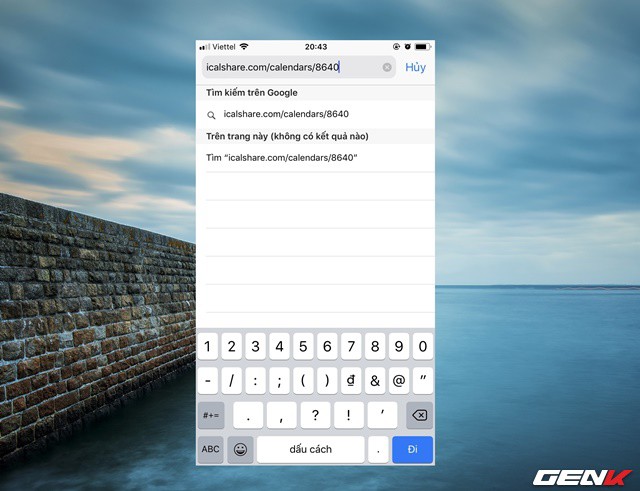 Viettel 20:43
icalshare.com/calendars/8640 Hủy
Tìm kiếm trên Google
icalshare.com/calendars/8640
Trên trang này (không có kết quả nào)
Tìm “icalshare.com/calendars/8640”
1 2 3 4 5 6 7 8 9 0
- / : ; ( ) ₫ & @ ”
#+= . , ? ! ’
ABC dấu cách . Đi
GENK